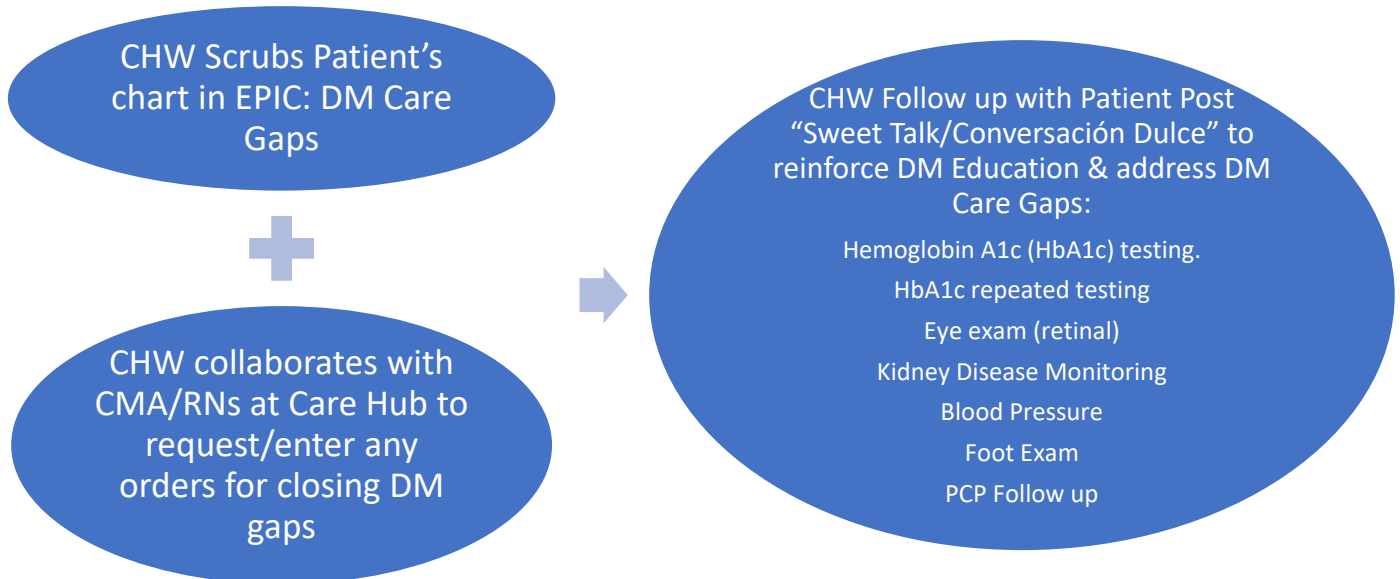 CHW Scrubs Patient’s
chart in EPIC: DM Care
Gaps
CHW collaborates with
CMA/RNs at Care Hub to
request/enter any
orders for closing DM
gaps
CHW Follow up with Patient Post
“Sweet Talk/Conversación Dulce” to
reinforce DM Education & address DM
Care Gaps:
Hemoglobin A1c (HbA1c) testing.
HbA1c repeated testing
Eye exam (retinal)
Kidney Disease Monitoring
Blood Pressure
Foot Exam
PCP Follow up